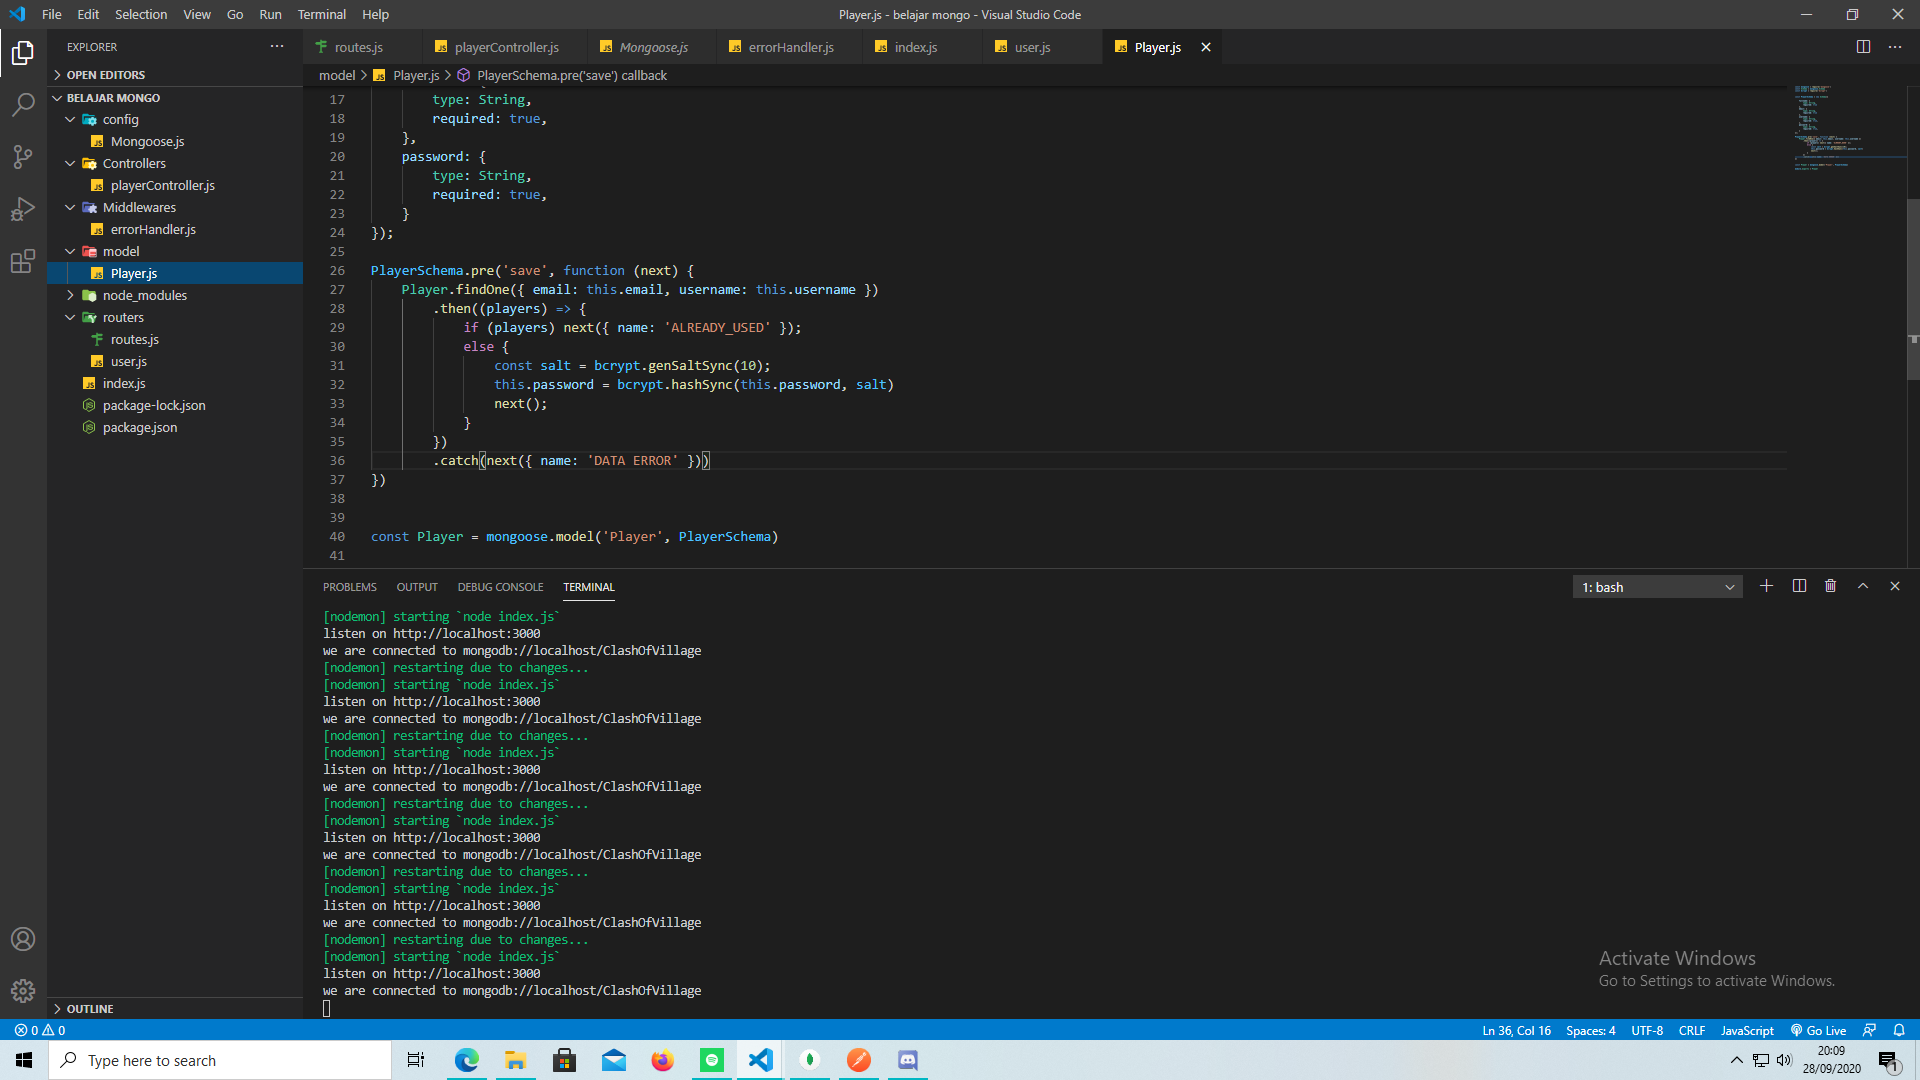 File Edit Selection View Go Run Terminal Help
Player.js - belajar mongo - Visual Studio Code
EXPLORER
OPEN EDITORS
BELAJAR MONGO
config
Mongoose.js
Controllers
playerController.js
Middlewares
errorHandler.js
model
Player.js
node_modules
routers
routes.js
user.js
index.js
package-lock.json
package.json
OUTLINE
routes.js playerController.js Mongoose.js errorHandler.js index.js user.js Player.js
model > Player.js > PlayerSchema.pre('save') callback
17 type: String,
18 required: true,
19 },
20 password: {
21 type: String,
22 required: true,
23 }
24 });
25
26 PlayerSchema.pre('save', function (next) {
27 Player.findOne({ email: this.email, username: this.username })
28 .then((players) => {
29 if (players) next({ name: 'ALREADY_USED' });
30 else {
31 const salt = bcrypt.genSaltSync(10);
32 this.password = bcrypt.hashSync(this.password, salt)
33 next();
34 }
35 })
36 .catch(next({ name: 'DATA ERROR' }))
37 })
38
39
40 const Player = mongoose.model('Player', PlayerSchema)
41
PROBLEMS OUTPUT DEBUG CONSOLE TERMINAL
1: bash
[nodemon] starting `node index.js`
listen on http://localhost:3000
we are connected to mongodb://localhost/ClashOfVillage
[nodemon] restarting due to changes...
[nodemon] starting `node index.js`
listen on http://localhost:3000
we are connected to mongodb://localhost/ClashOfVillage
[nodemon] restarting due to changes...
[nodemon] starting `node index.js`
listen on http://localhost:3000
we are connected to mongodb://localhost/ClashOfVillage
[nodemon] restarting due to changes...
[nodemon] starting `node index.js`
listen on http://localhost:3000
we are connected to mongodb://localhost/ClashOfVillage
[nodemon] restarting due to changes...
[nodemon] starting `node index.js`
listen on http://localhost:3000
we are connected to mongodb://localhost/ClashOfVillage
[nodemon] restarting due to changes...
[nodemon] starting `node index.js`
listen on http://localhost:3000
we are connected to mongodb://localhost/ClashOfVillage
Activate Windows
Go to Settings to activate Windows.
0 0
Ln 36, Col 16 Spaces: 4 UTF-8 CRLF JavaScript Go Live
Type here to search
20:09
28/09/2020
1